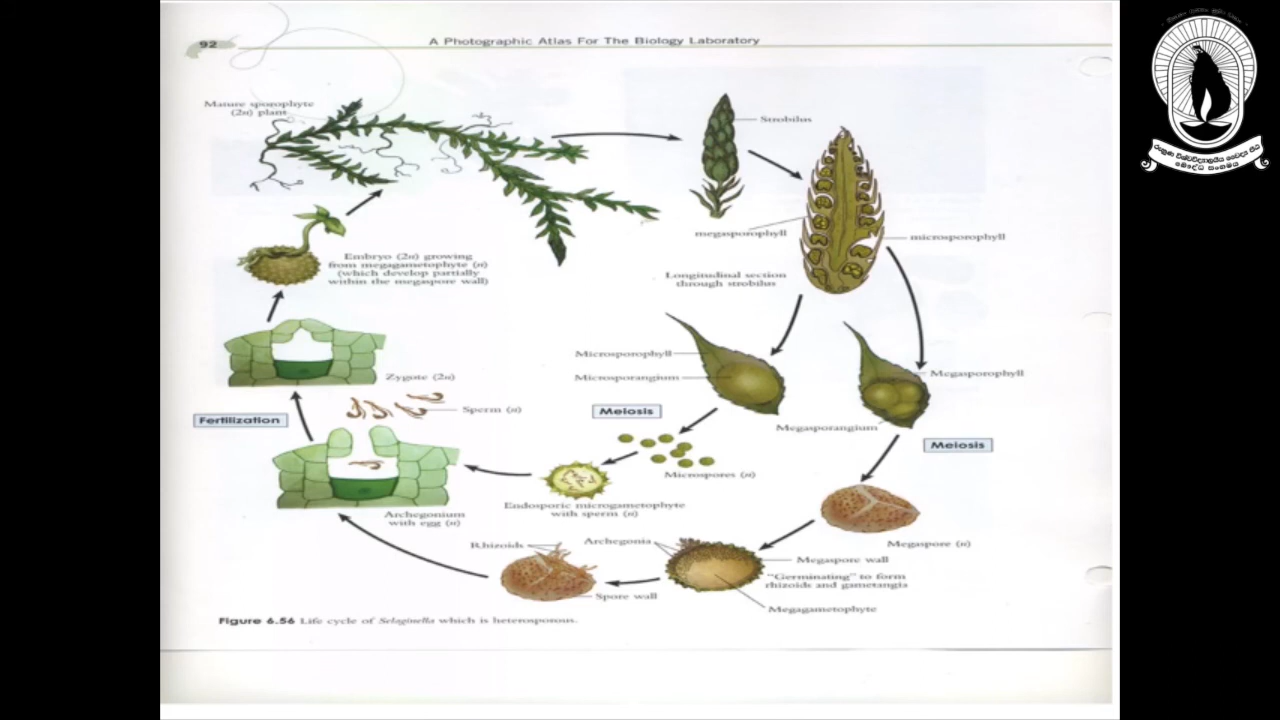 92
A Photographic Atlas For The Biology Laboratory
Mature sporophyte
(2n) plant
Strobilus
megasporophyll
microsporophyll
Longitudinal section
through strobilus
Embryo (2n) growing
from megagametophyte (n)
(which develop partially
within the megaspore wall)
Microsporophyll
Microsporangium
Megasporophyll
Megasporangium
Zygote (2n)
Sperm (n)
Fertilization
Meiosis
Meiosis
Microspores (n)
Endosporic microgametophyte
with sperm (n)
Archegonium
with egg (n)
Megaspore (n)
Rhizoids
Archegonia
Megaspore wall
"Germinating" to form
rhizoids and gametangia
Spore wall
Megagametophyte
Figure 6.56 Life cycle of Selaginella which is heterosporous.